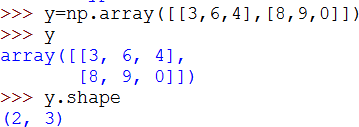 >>> y=np.array([[3,6,4],[8,9,0]])
>>> y
array([[3, 6, 4],
       [8, 9, 0]])
>>> y.shape
(2, 3)